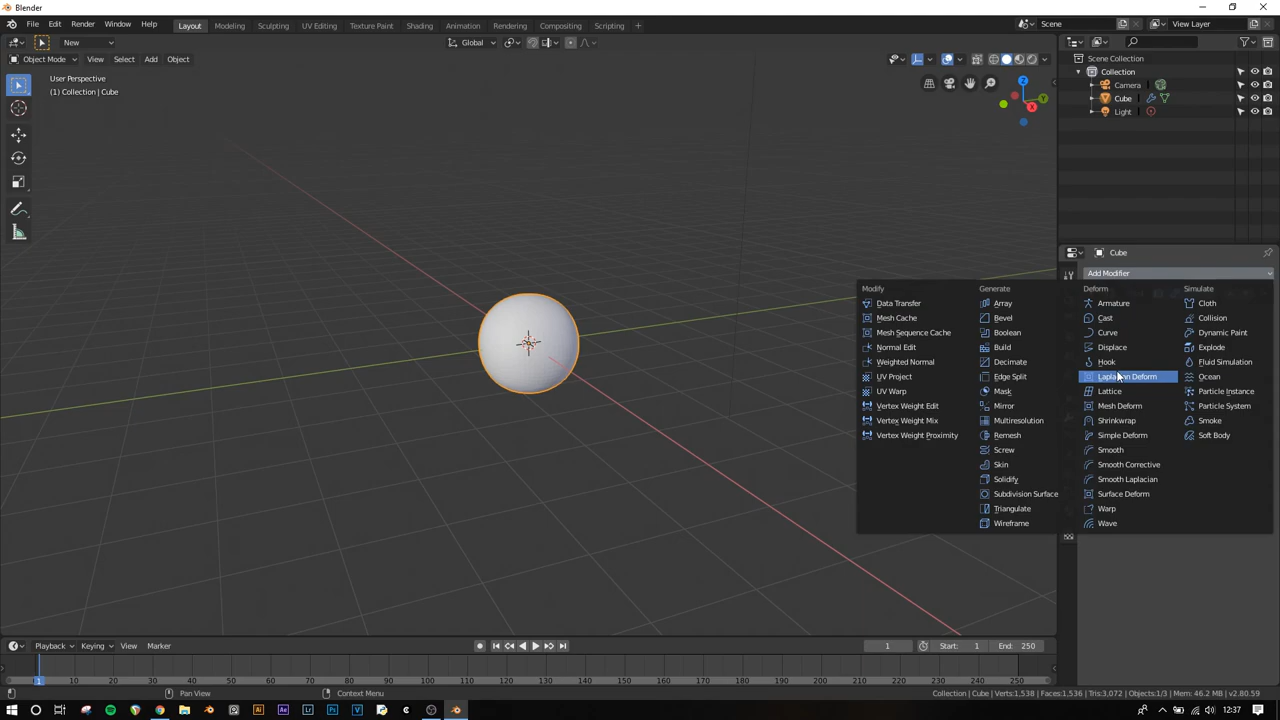 Blender
File Edit Render Window Help
Layout Modeling Sculpting UV Editing Texture Paint Shading Animation Rendering Compositing Scripting +
Scene
View Layer
New
Global
Object Mode View Select Add Object
User Perspective
(1) Collection | Cube
Z
Y
X
Scene Collection
Collection
Camera
Cube
Light
Cube
Add Modifier
Modify
Data Transfer
Mesh Cache
Mesh Sequence Cache
Normal Edit
Weighted Normal
UV Project
UV Warp
Vertex Weight Edit
Vertex Weight Mix
Vertex Weight Proximity
Generate
Array
Bevel
Boolean
Build
Decimate
Edge Split
Mask
Mirror
Multiresolution
Remesh
Screw
Skin
Solidify
Subdivision Surface
Triangulate
Wireframe
Deform
Armature
Cast
Curve
Displace
Hook
Laplacian Deform
Lattice
Mesh Deform
Shrinkwrap
Simple Deform
Smooth
Smooth Corrective
Smooth Laplacian
Surface Deform
Warp
Wave
Simulate
Cloth
Collision
Dynamic Paint
Explode
Fluid Simulation
Ocean
Particle Instance
Particle System
Smoke
Soft Body
Playback Keying View Marker
1 Start: 1 End: 250
1 10 20 30 40 50 60 70 80 90 100 110 120 130 140 150 160 170 180 190 200 210 220 230 240 250
Pan View Context Menu
Collection | Cube | Verts:1,538 | Faces:1,536 | Tris:3,072 | Objects:1/3 | Mem: 46.2 MB | v2.80.59
Ai Ae Lr Ps V
12:37